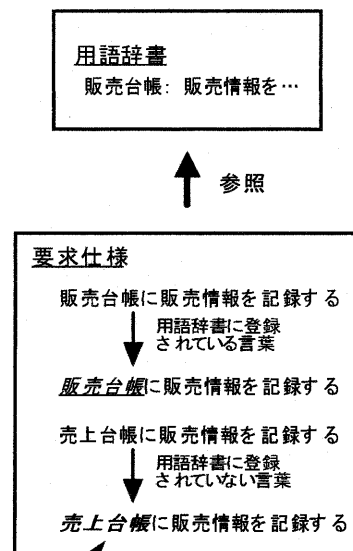 用語辞書
販売台帳: 販売情報を…
参照
要求仕様
販売台帳に販売情報を記録する
用語辞書に登録
されている言葉
販売台帳に販売情報を記録する
売上台帳に販売情報を記録する
用語辞書に登録
されていない言葉
売上台帳に販売情報を記録する